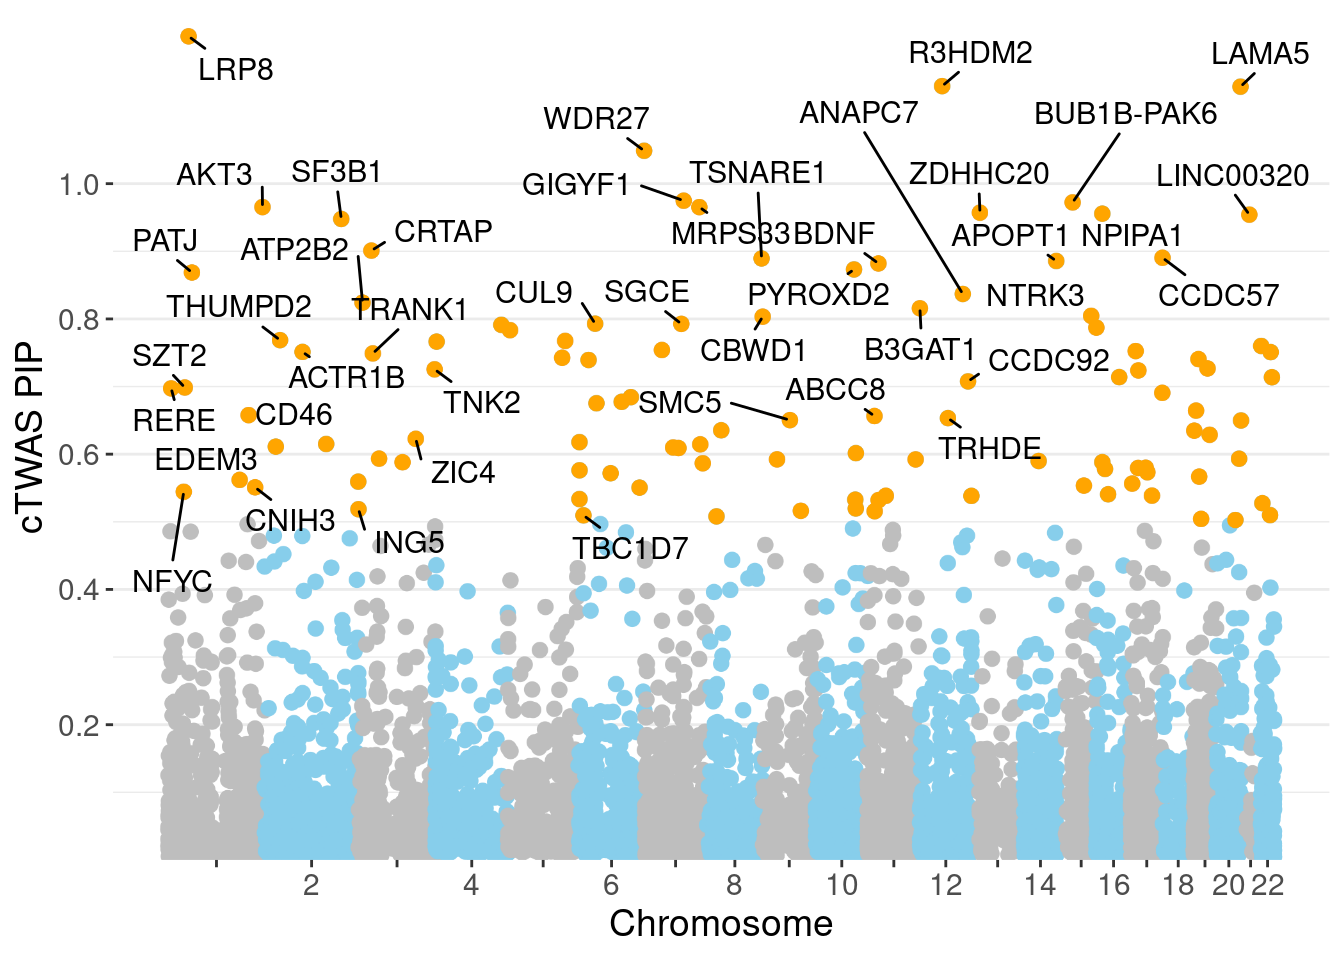 R3HDM2
LAMA5
LRP8
WDR27
ANAPC7
BUB1B-PAK6
AKT3
SF3B1
GIGYF1
TSNARE1
ZDHHC20
LINC00320
1.0
PATJ
ATP2B2
CRTAP
MRPS33
BDNF
APOPT1
NPIPA1
THUMPD2
TRANK1
CUL9
SGCE
PYROXD2
NTRK3
CCDC57
0.8
SZT2
ACTR1B
CBWD1
B3GAT1
CCDC92
RERE
CD46
TNK2
SMC5
ABCC8
0.6
EDEM3
ZIC4
TRHDE
CNIH3
ING5
TBC1D7
NFYC
0.4
0.2
cTWAS PIP
2 4 6 8 10 12 14 16 18 20 22
Chromosome